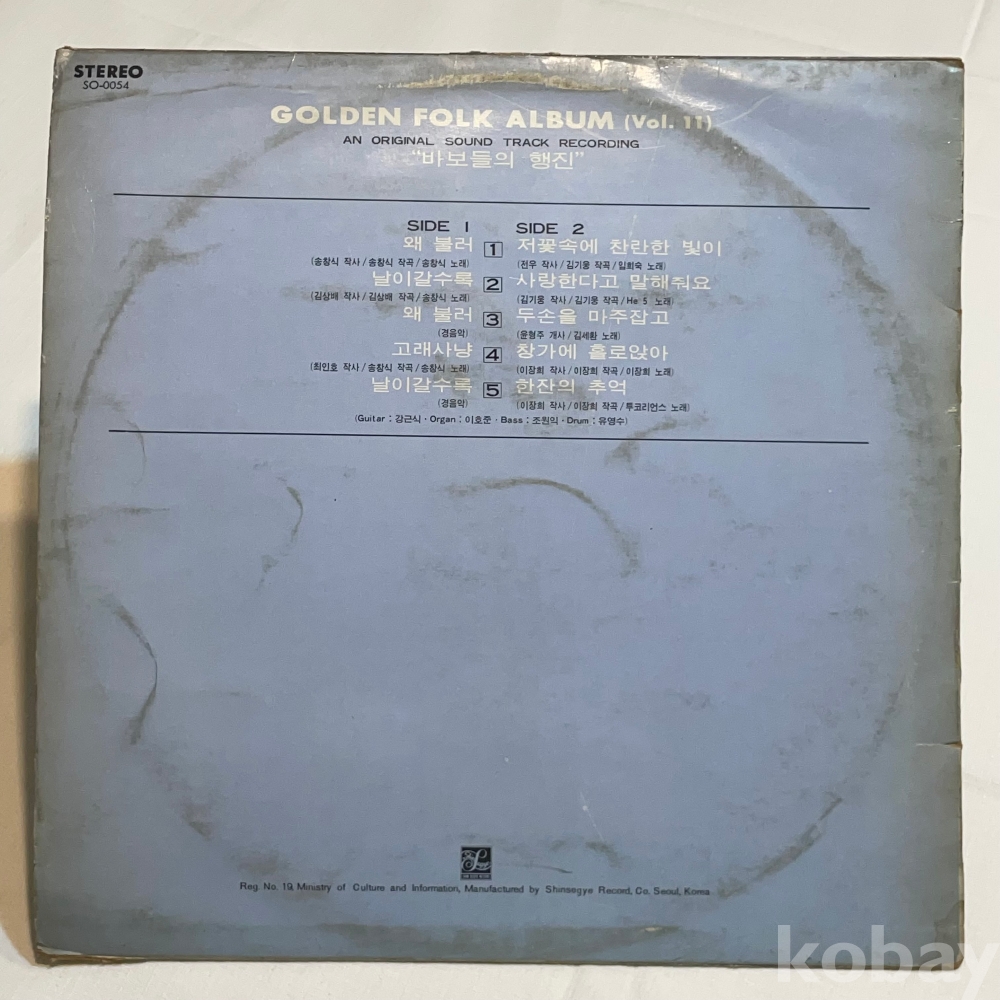 STEREO
SO-0054
GOLDEN FOLK ALBUM (Vol. 11)
AN ORIGINAL SOUND TRACK RECORDING
"바보들의 행진"
SIDE I SIDE 2
왜 불러 1 저꽃속에 찬란한 빛이
(송창식 작사/송창식 작곡/송창식 노래) (전우 작사/김기웅 작곡/임희숙 노래)
날이갈수록 2 사랑한다고 말해줘요
(김상배 작사/김상배 작곡/송창식 노래) (김기웅 작사/김기웅 작곡/He 5 노래)
왜 불러 3 두손을 마주잡고
(경음악) (윤형주 개사/김세환 노래)
고래사냥 4 창가에 홀로앉아
(최인호 작사/송창식 작곡/송창식 노래) (이장희 작사/이장희 작곡/이장희 노래)
날이갈수록 5 한잔의 추억
(경음악) (이장희 작사/이장희 작곡/투코리언스 노래)
(Guitar : 강근식 · Organ : 이호준 · Bass : 조원익 · Drum : 유영수)
Reg. No. 19, Ministry of Culture and Information, Manufactured by Shinsegye Record, Co. Seoul, Korea
kobay